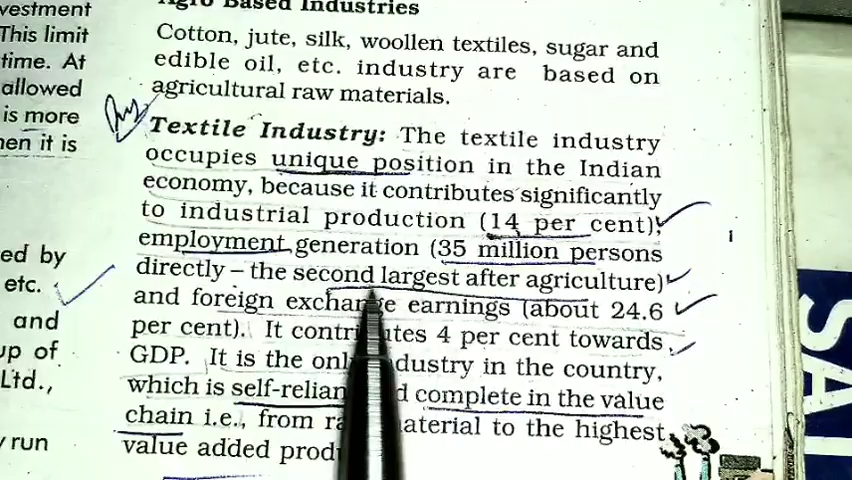 vestment
This limit
time. At
allowed
is more
en it is
ed by
etc.
and
up of
Ltd.,
run
Agro Based Industries
Cotton, jute, silk, woollen textiles, sugar and
edible oil, etc. industry are based on
agricultural raw materials.
Textile Industry: The textile industry
occupies unique position in the Indian
economy, because it contributes significantly
to industrial production (14 per cent),
employment generation (35 million persons
directly – the second largest after agriculture)
and foreign exchange earnings (about 24.6
per cent). It contributes 4 per cent towards
GDP. It is the only industry in the country,
which is self-reliant and complete in the value
chain i.e., from raw material to the highest
value added prod
SAL